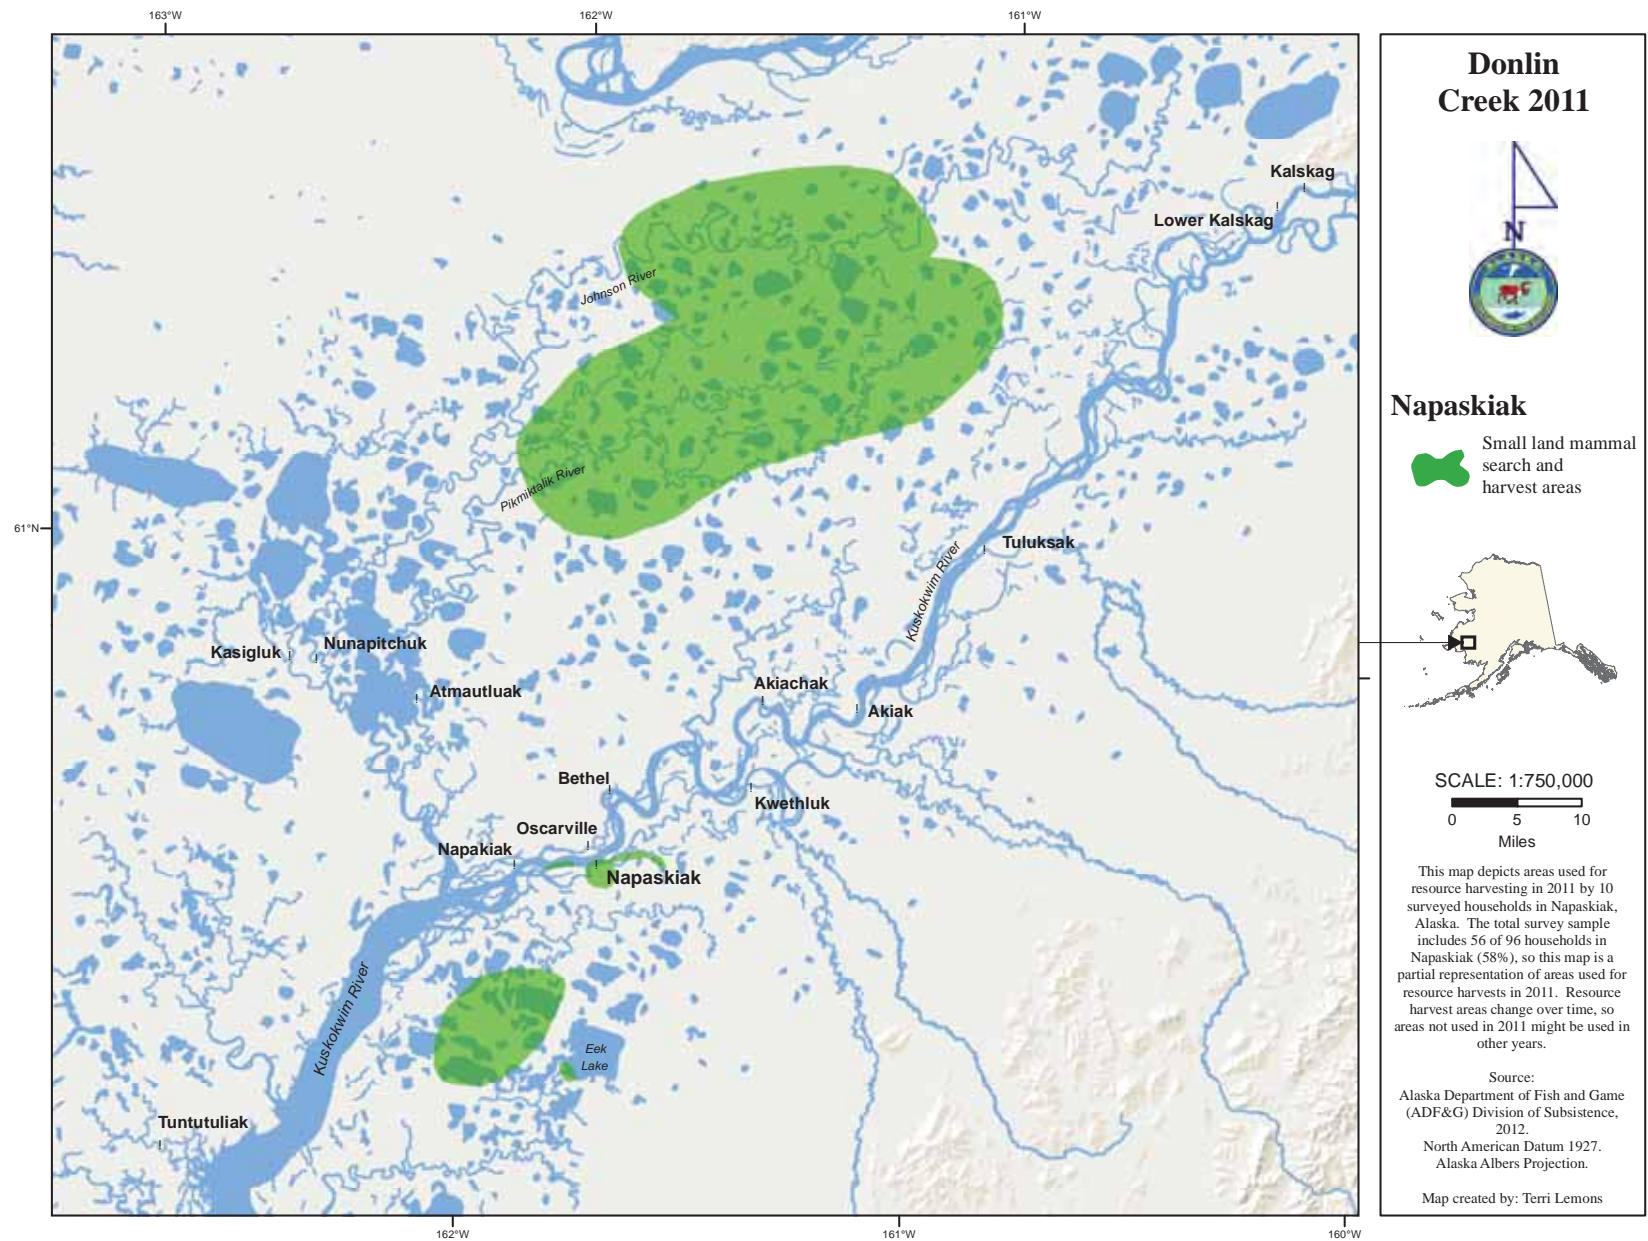 163°W
162°W
161°W
Kalskag
Lower Kalskag
Johnson River
Pikmiktalik River
61°N
Tuluksak
Kuskokwim River
Nunapitchuk
Kasigluk
Atmautluak
Akiachak
Akiak
Bethel
Kwethluk
Oscarville
Napakiak
Napaskiak
Kuskokwim River
Eek
Lake
Tuntutuliak
162°W
161°W
160°W
Donlin
Creek 2011
N
Napaskiak
Small land mammal
search and
harvest areas
SCALE: 1:750,000
0 5 10
Miles
This map depicts areas used for
resource harvesting in 2011 by 10
surveyed households in Napaskiak,
Alaska. The total survey sample
includes 56 of 96 households in
Napaskiak (58%), so this map is a
partial representation of areas used for
resource harvests in 2011. Resource
harvest areas change over time, so
areas not used in 2011 might be used in
other years.
Source:
Alaska Department of Fish and Game
(ADF&G) Division of Subsistence,
2012.
North American Datum 1927.
Alaska Albers Projection.
Map created by: Terri Lemons